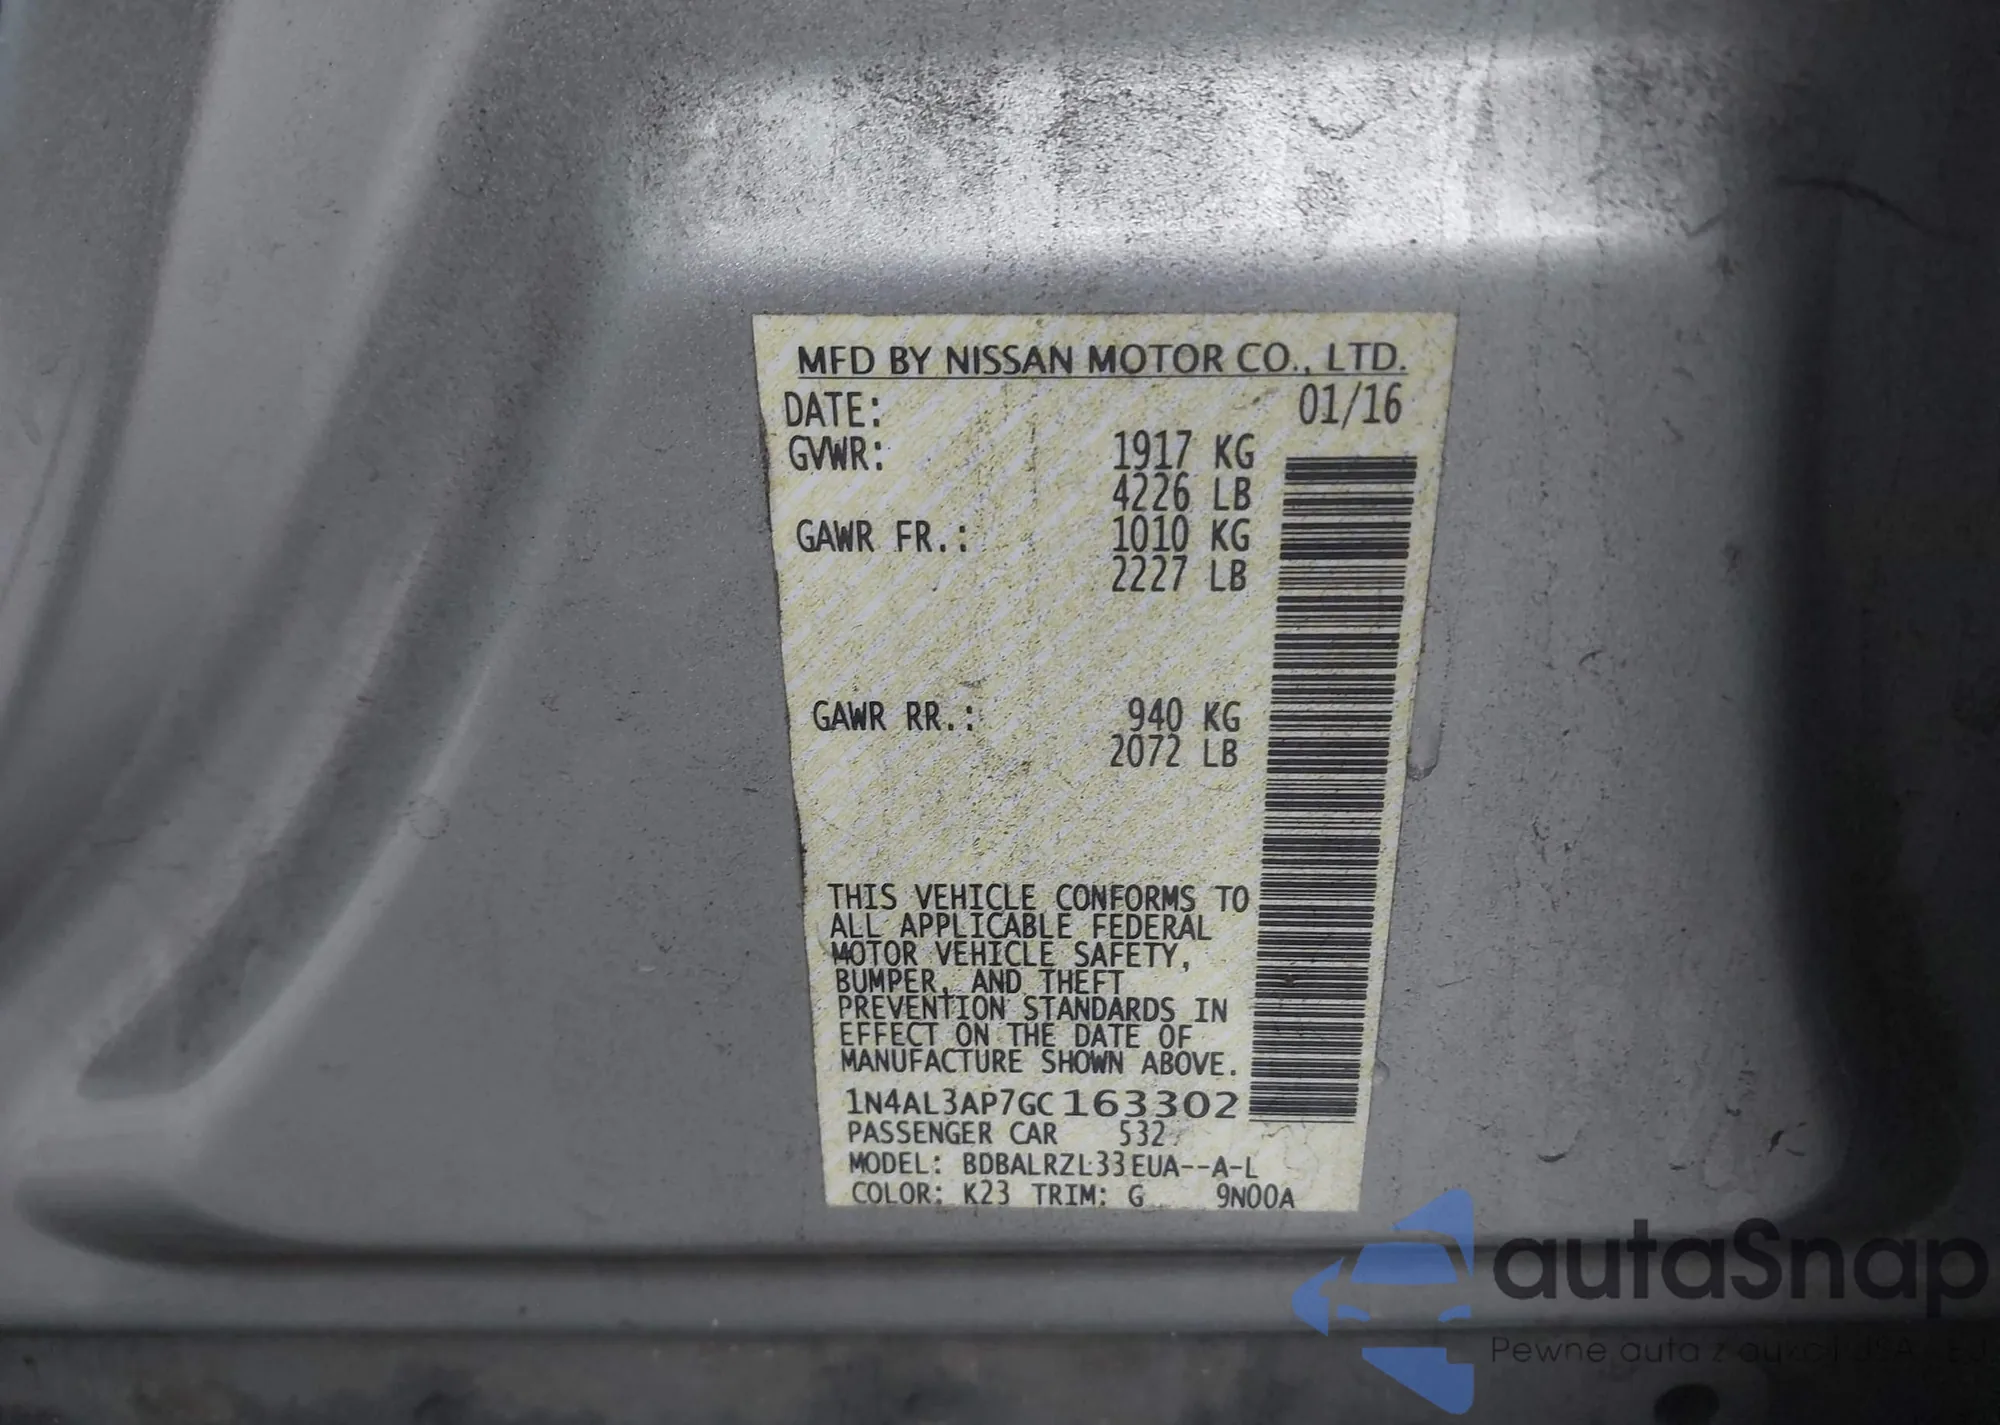 MFD BY NISSAN MOTOR CO., LTD.
DATE: 01/16
GVWR: 1917 KG
4226 LB
GAWR FR.: 1010 KG
2227 LB
GAWR RR.: 940 KG
2072 LB
THIS VEHICLE CONFORMS TO
ALL APPLICABLE FEDERAL
MOTOR VEHICLE SAFETY,
BUMPER, AND THEFT
PREVENTION STANDARDS IN
EFFECT ON THE DATE OF
MANUFACTURE SHOWN ABOVE.
1N4AL3AP7GC163302
PASSENGER CAR 532
MODEL: BDBALRZL33EUA--A-L
COLOR: K23 TRIM: G 9N00A
autaSnap
Pewne auta z aukcji